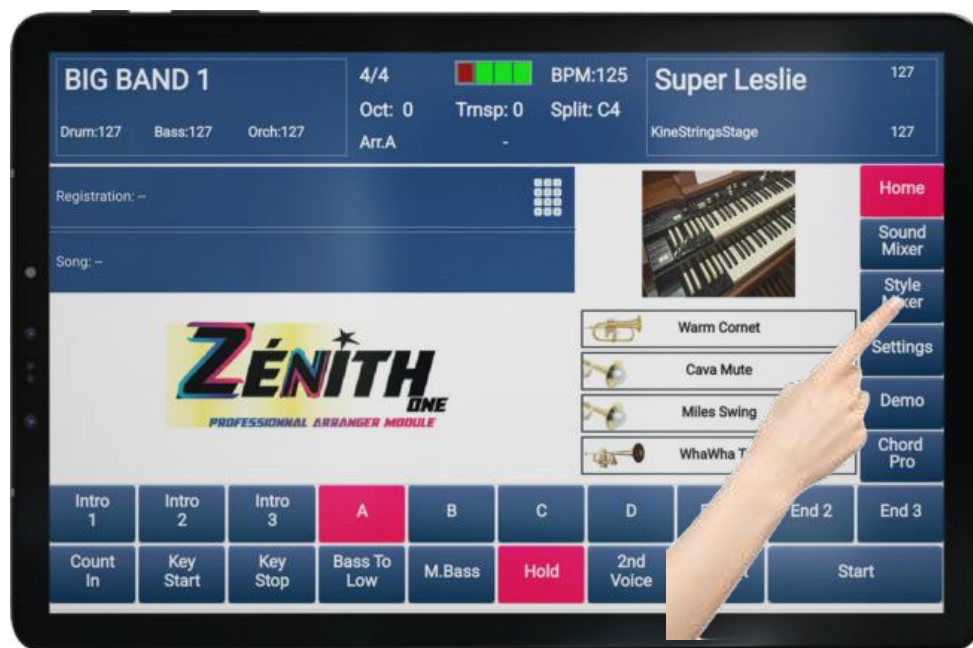 BIG BAND 1
Drum:127 Bass:127 Orch:127
4/4 BPM:125
Oct: 0 Trnsp: 0 Split: C4
Arr.A -
Super Leslie 127
KineStringsStage 127
Registration: --
Song: --
Home
Sound
Mixer
Style
Mixer
Settings
Demo
Chord
Pro
ZÉNITH
ONE
PROFESSIONNAL ARRANGER MODULE
Warm Cornet
Cava Mute
Miles Swing
WhaWha
Intro
1
Intro
2
Intro
3
A
B
C
D
End 2
End 3
Count
In
Key
Start
Key
Stop
Bass To
Low
M.Bass
Hold
2nd
Voice
Start